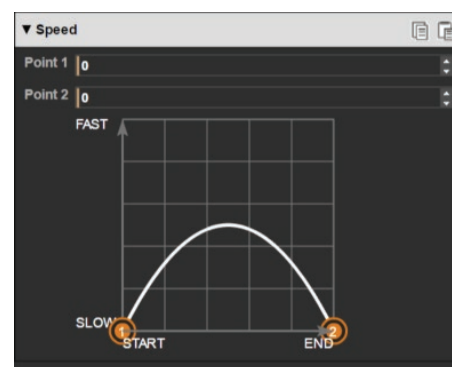 ▼ Speed
Point 1 0
Point 2 0
FAST
SLOW
1
2
START
END